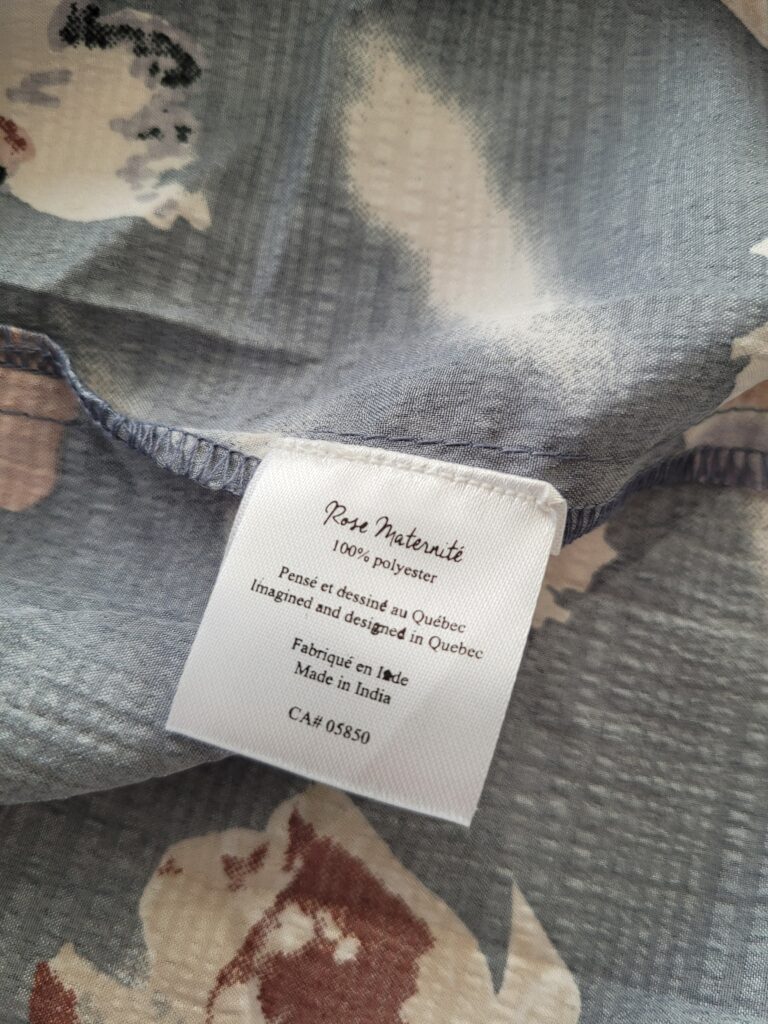 Rose Maternité
100% polyester
Pensé et dessiné au Québec
Imagined and designed in Quebec
Fabriqué en Inde
Made in India
CA# 05850